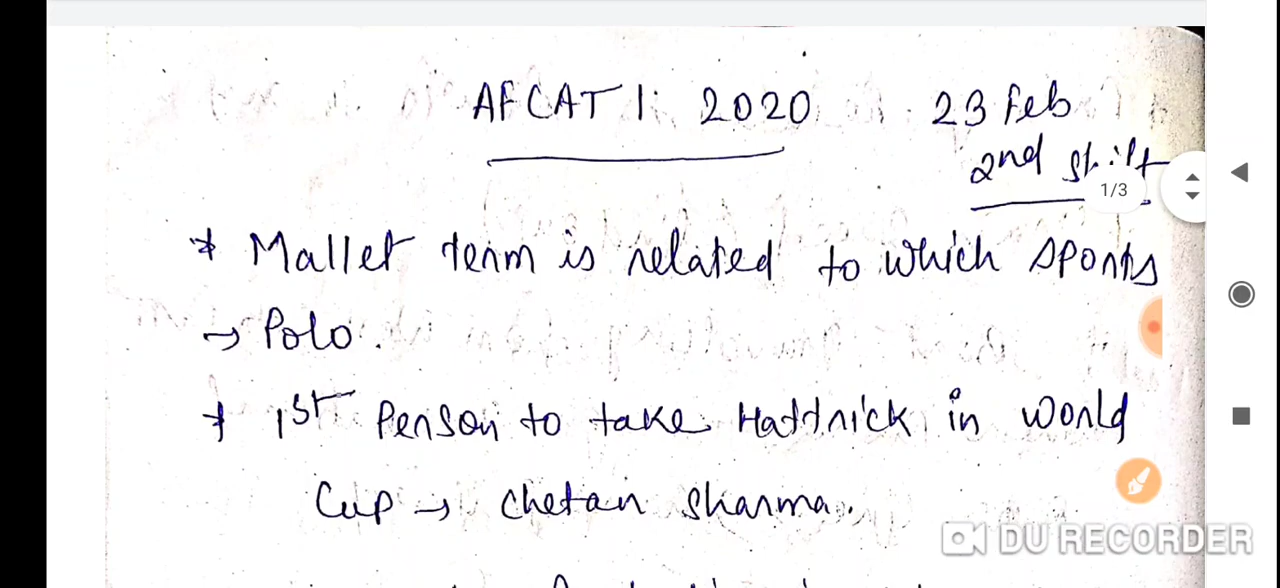 AFCAT 1 2020 23 Feb
2nd shift
1/3
* Mallet term is related to which sports
→ Polo.
* 1st Person to take Hattrick in world
Cup → Chetan Sharma.
DU RECORDER